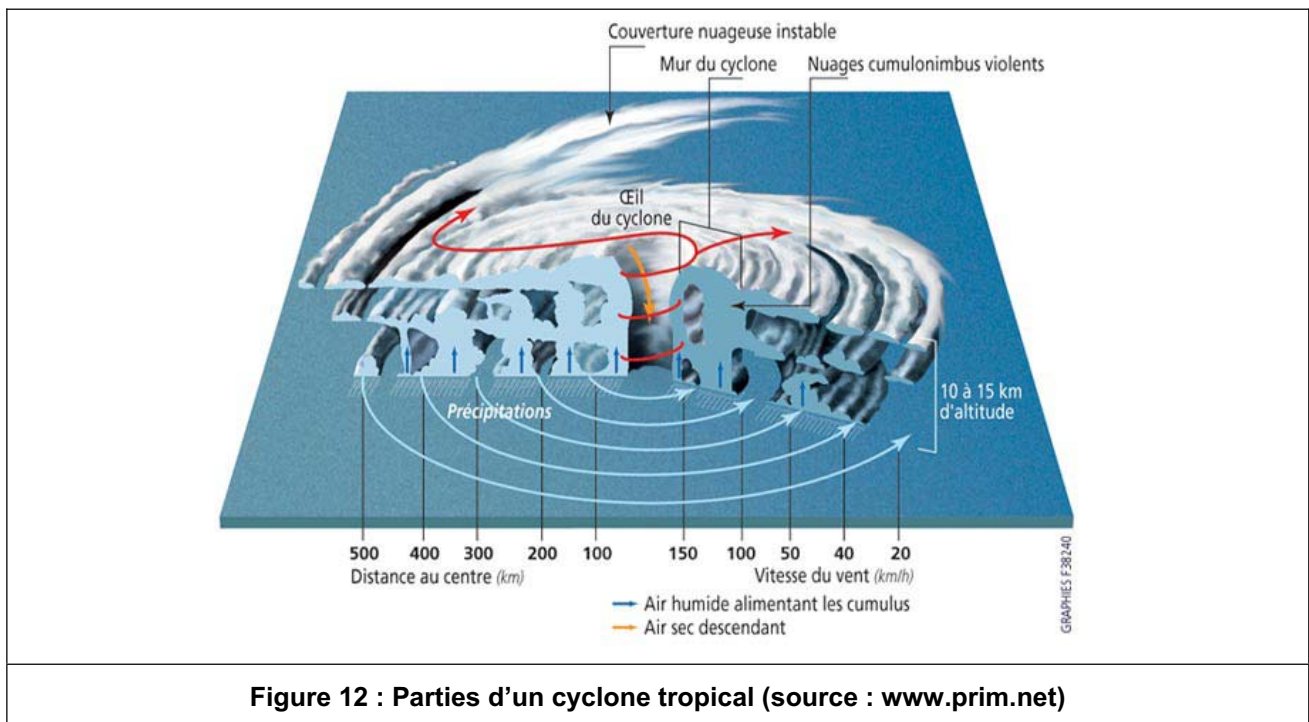 Couverture nuageuse instable
Mur du cyclone
Nuages cumulonimbus violents
Œil
du cyclone
10 à 15 km
d'altitude
Précipitations
500 400 300 200 100 150 100 50 40 20
Distance au centre (km) Vitesse du vent (km/h)
Air humide alimentant les cumulus
Air sec descendant
GRAPHIES F38240
Figure 12 : Parties d’un cyclone tropical (source : www.prim.net)